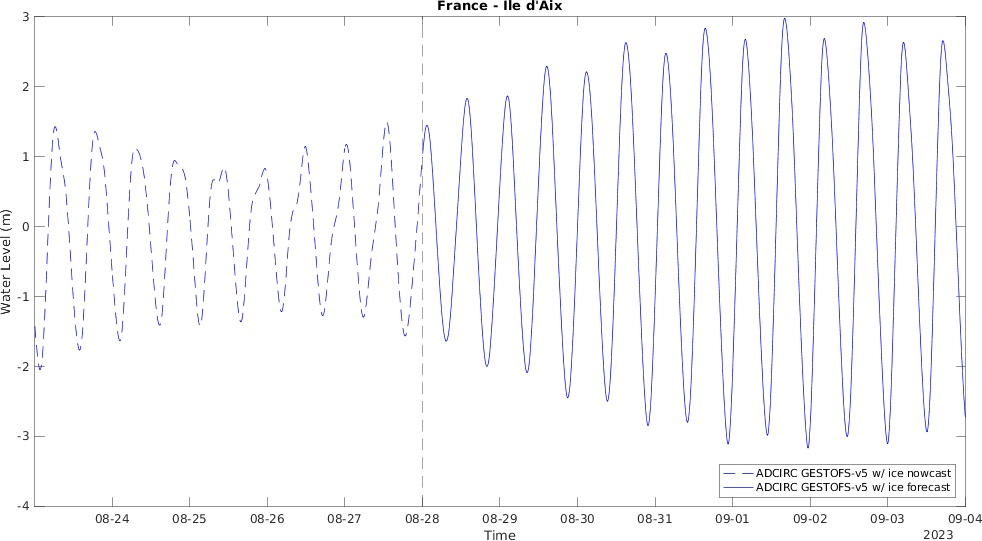 France - Ile d'Aix
3
2
1
0
-1
-2
-3
-4
Water Level (m)
ADCIRC GESTOFS-v5 w/ ice nowcast
ADCIRC GESTOFS-v5 w/ ice forecast
08-24 08-25 08-26 08-27 08-28 08-29 08-30 08-31 09-01 09-02 09-03 09-04
Time
2023